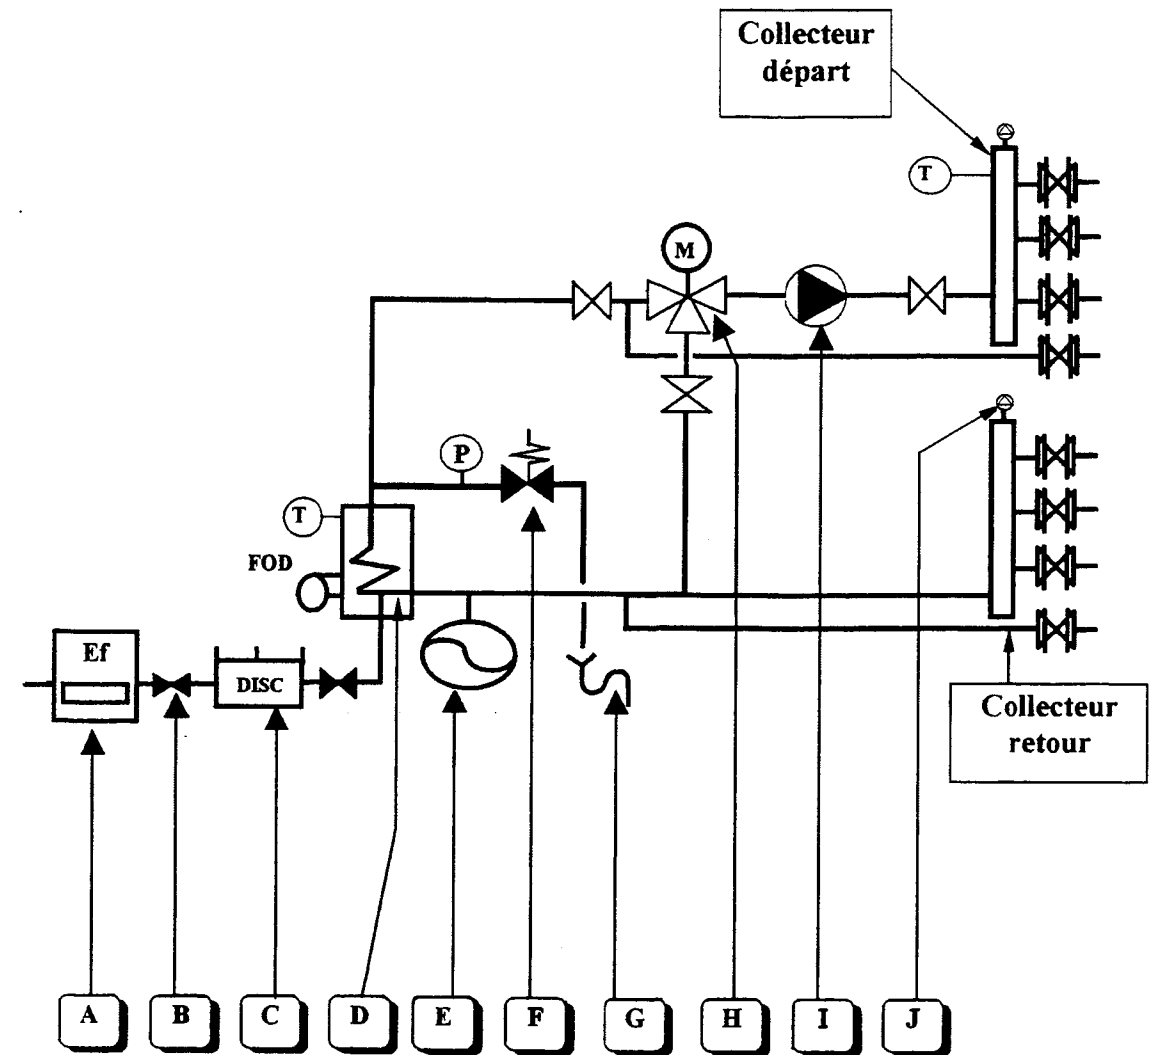 Collecteur
départ
T
M
P
T
FOD
Ef
DISC
Collecteur
retour
A B C D E F G H I J